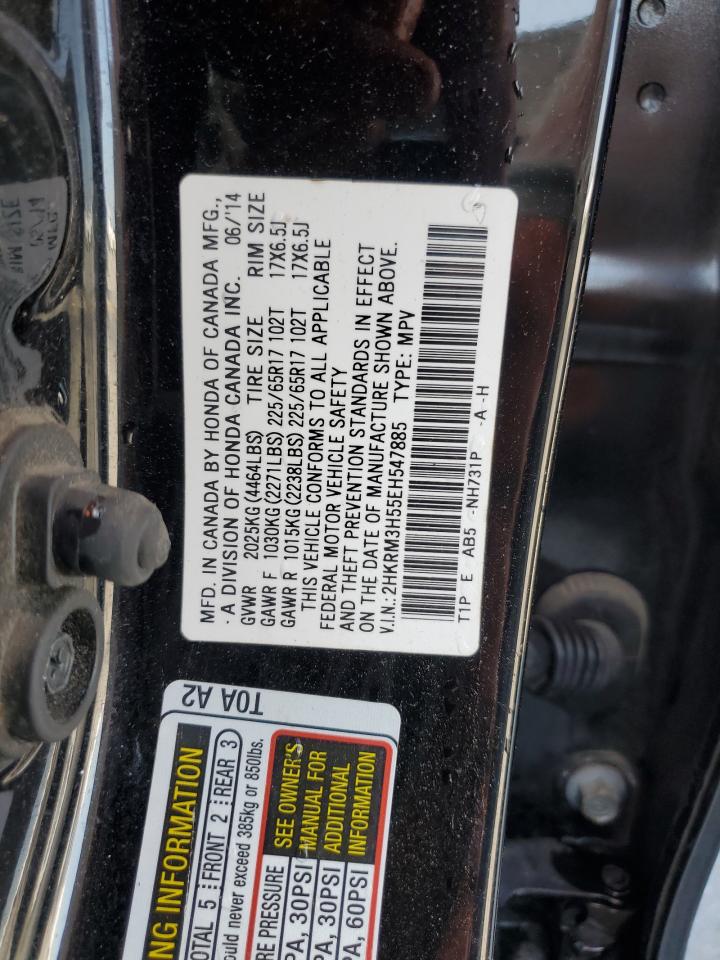 MFD. IN CANADA BY HONDA OF CANADA MFG.,
A DIVISION OF HONDA CANADA INC. 06/'14
GVWR 2025KG(4464LBS) TIRE SIZE RIM SIZE
GAWR F 1030KG(2271LBS) 225/65R17 102T 17X6.5J
GAWR R 1015KG(2238LBS) 225/65R17 102T 17X6.5J
THIS VEHICLE CONFORMS TO ALL APPLICABLE
FEDERAL MOTOR VEHICLE SAFETY
AND THEFT PREVENTION STANDARDS IN EFFECT
ON THE DATE OF MANUFACTURE SHOWN ABOVE.
V.I.N.:2HKRM3H55EH547885 TYPE: MPV
T1P E AB5 -NH731P -A -H
T0A A2
INFORMATION
5 FRONT 2 REAR 3
never exceed 385kg or 850lbs.
PRESSURE SEE OWNER'S
30PSI MANUAL FOR
30PSI ADDITIONAL
60PSI INFORMATION